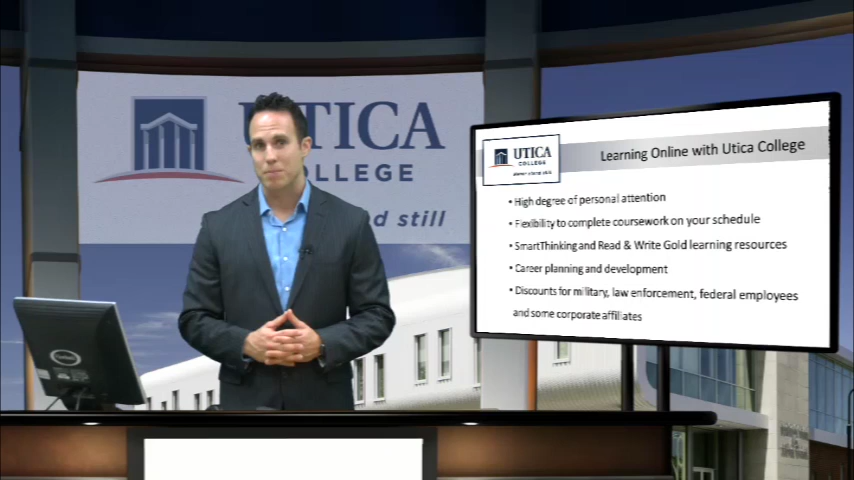 UTICA
COLLEGE
still
UTICA
COLLEGE
Learning Online with Utica College
• High degree of personal attention
• Flexibility to complete coursework on your schedule
• SmartThinking and Read & Write Gold learning resources
• Career planning and development
• Discounts for military, law enforcement, federal employees
and some corporate affiliates